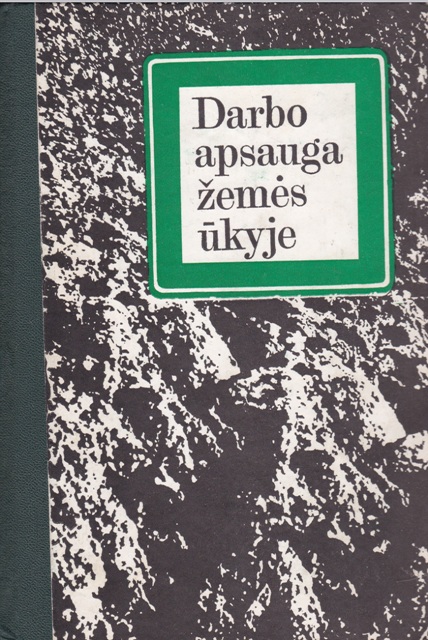 Darbo
apsauga
žemės
ūkyje